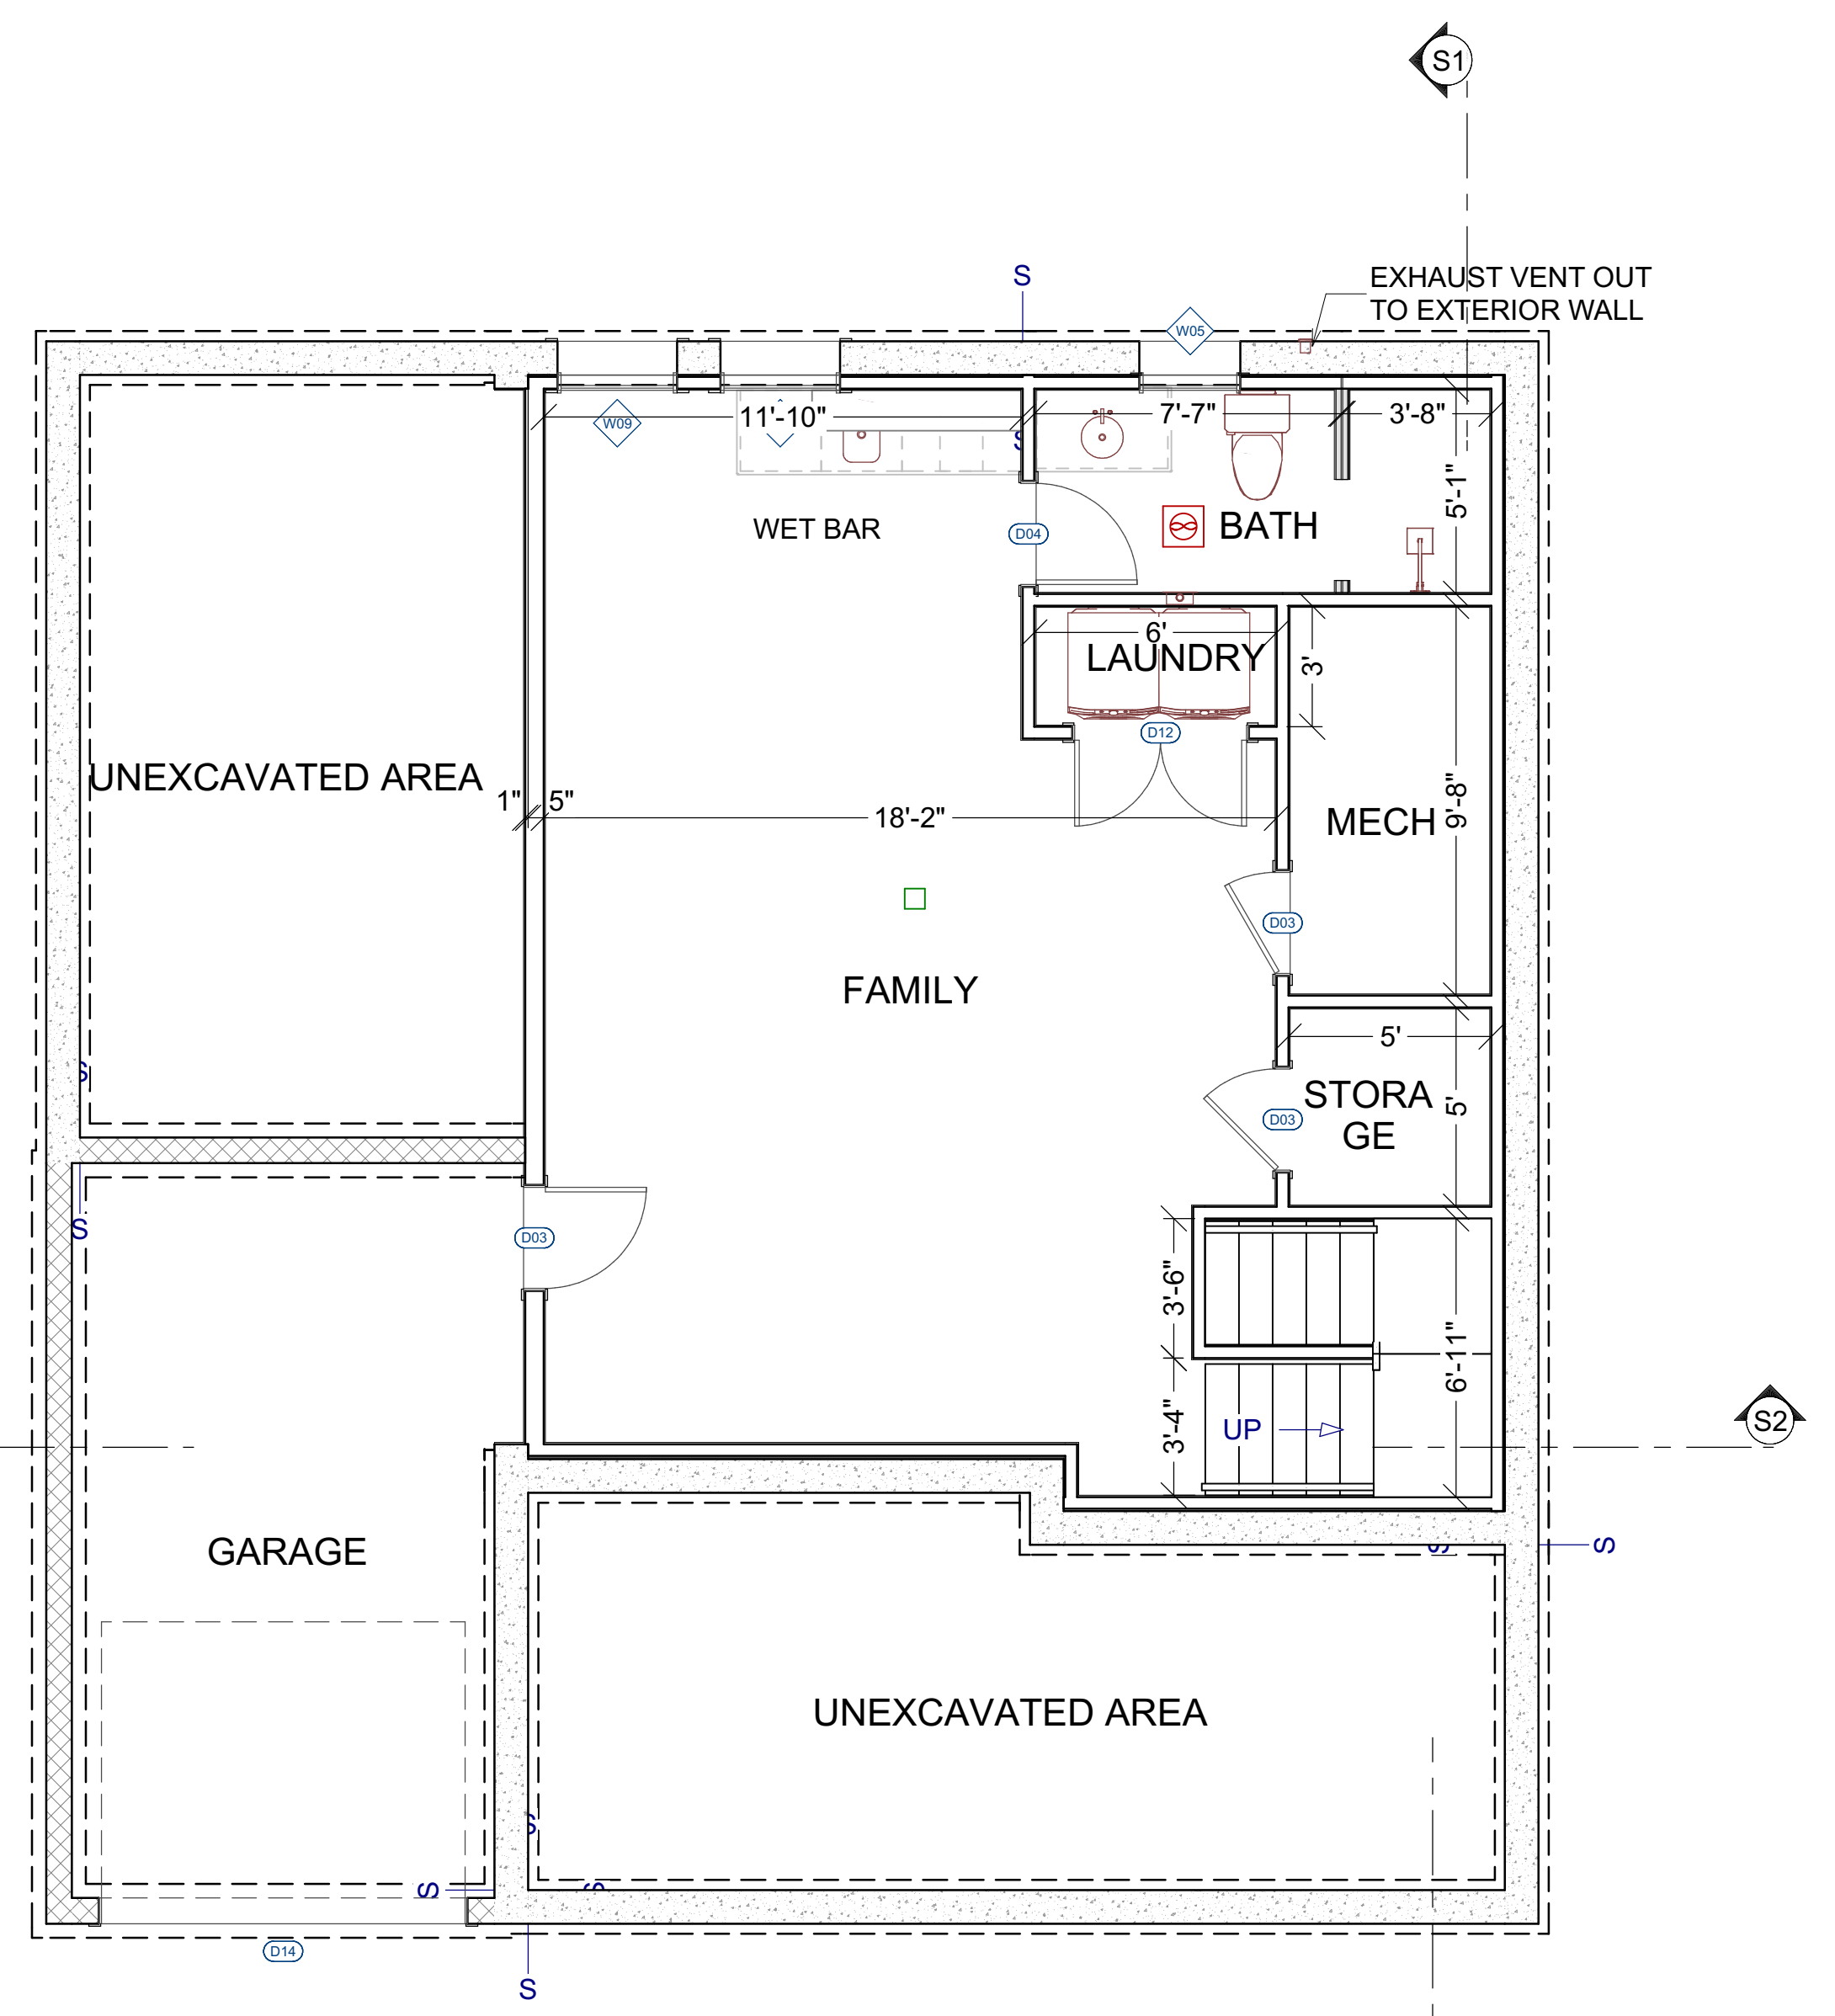 S1
EXHAUST VENT OUT
TO EXTERIOR WALL
S
W05
W09
11'-10"
7'-7"
3'-8"
S
5'-1"
WET BAR
D04
BATH
6'
LAUNDRY
3'
D12
UNEXCAVATED AREA
1"
5"
18'-2"
MECH
9'-8"
D03
FAMILY
5'
S
STORA
GE
5'
D03
S
D03
3'-6"
6'-11"
3'-4"
UP
S2
GARAGE
S
S
UNEXCAVATED AREA
S
S
S
D14
S